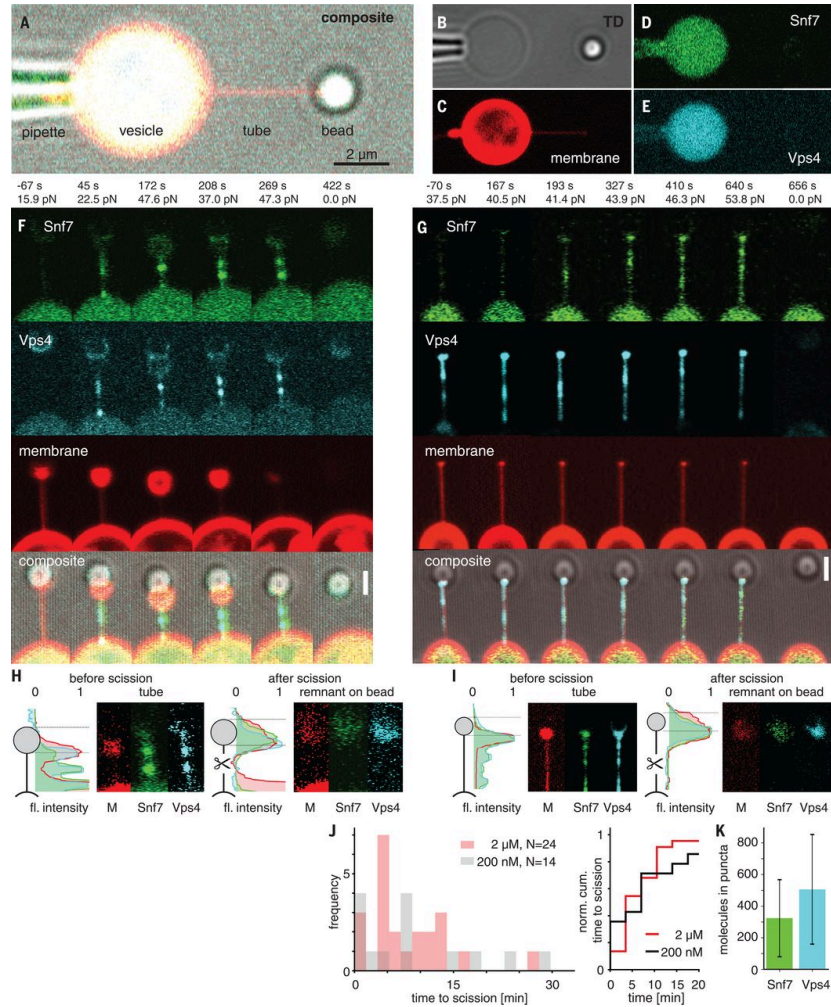 A composite
pipette vesicle tube bead
2 µm
B TD
C membrane
D Snf7
E Vps4
-67 s 45 s 172 s 208 s 269 s 422 s
15.9 pN 22.5 pN 47.6 pN 37.0 pN 47.3 pN 0.0 pN
F Snf7
Vps4
membrane
composite
-70 s 167 s 193 s 327 s 410 s 640 s 656 s
37.5 pN 40.5 pN 41.4 pN 43.9 pN 46.3 pN 53.8 pN 0.0 pN
G Snf7
Vps4
membrane
composite
H before scission after scission
0 1 tube 0 1 remnant on bead
fl. intensity M Snf7 Vps4 fl. intensity M Snf7 Vps4
I before scission after scission
0 1 tube 0 1 remnant on bead
fl. intensity M Snf7 Vps4 fl. intensity M Snf7 Vps4
J
2 µM, N=24
200 nM, N=14
frequency
5
0
0 15 30
time to scission [min]
norm. cum.
time to scission
1
0
2 µM
200 nM
0 5 10 15 20
time [min]
K
molecules in puncta
800
600
400
200
0
Snf7 Vps4